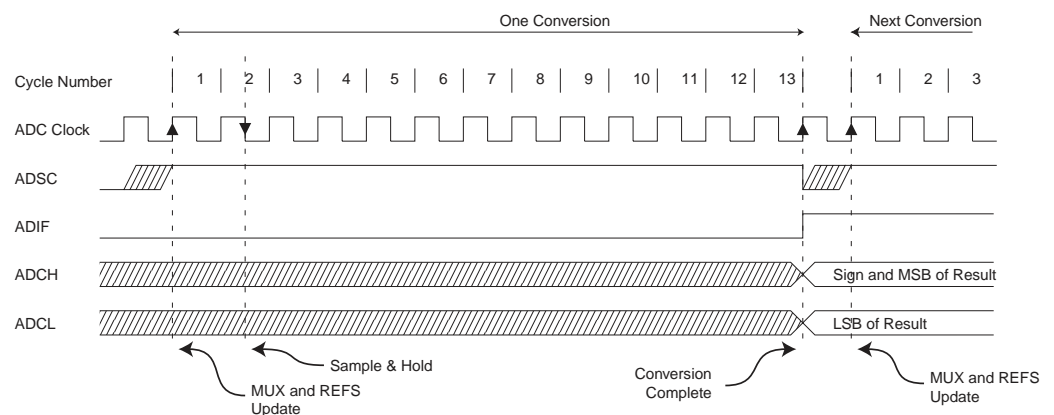 One Conversion
Next Conversion
Cycle Number
1 2 3 4 5 6 7 8 9 10 11 12 13 1 2 3
ADC Clock
ADSC
ADIF
ADCH
Sign and MSB of Result
ADCL
LSB of Result
MUX and REFS
Update
Sample & Hold
Conversion
Complete
MUX and REFS
Update